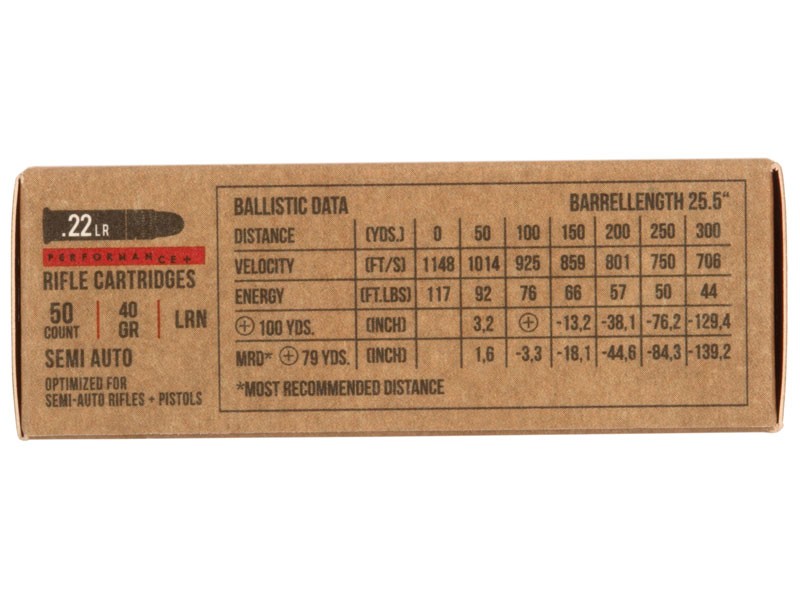 .22LR
PERFORMANCE+
RIFLE CARTRIDGES
50 COUNT | 40 GR | LRN
SEMI AUTO
OPTIMIZED FOR
SEMI-AUTO RIFLES + PISTOLS
BALLISTIC DATA BARRELLENGTH 25.5“
DISTANCE (YDS.) 0 50 100 150 200 250 300
VELOCITY (FT/S) 1148 1014 925 859 801 750 706
ENERGY (FT.LBS) 117 92 76 66 57 50 44
⊕ 100 YDS. (INCH) 3,2 ⊕ -13,2 -38,1 -76,2 -129,4
MRD* ⊕ 79 YDS. (INCH) 1,6 -3,3 -18,1 -44,6 -84,3 -139,2
*MOST RECOMMENDED DISTANCE